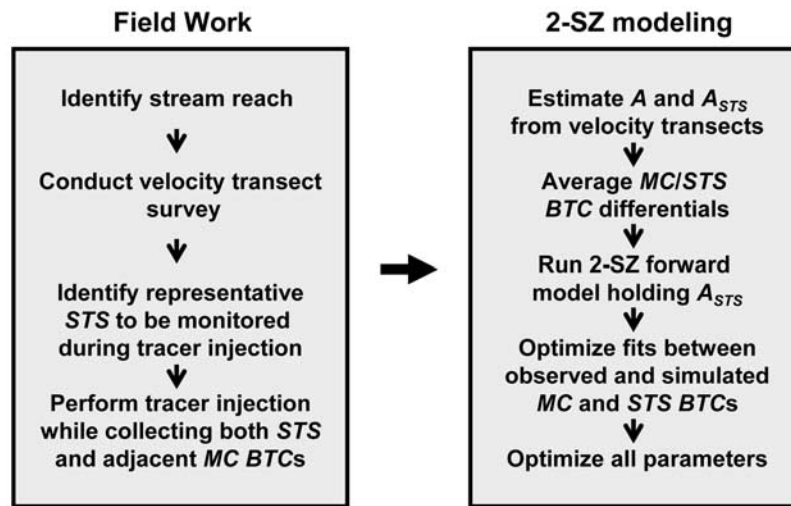 Field Work
Identify stream reach
Conduct velocity transect
survey
Identify representative
STS to be monitored
during tracer injection
Perform tracer injection
while collecting both STS
and adjacent MC BTCs
2-SZ modeling
Estimate A and ASTS
from velocity transects
Average MC/STS
BTC differentials
Run 2-SZ forward
model holding ASTS
Optimize fits between
observed and simulated
MC and STS BTCs
Optimize all parameters